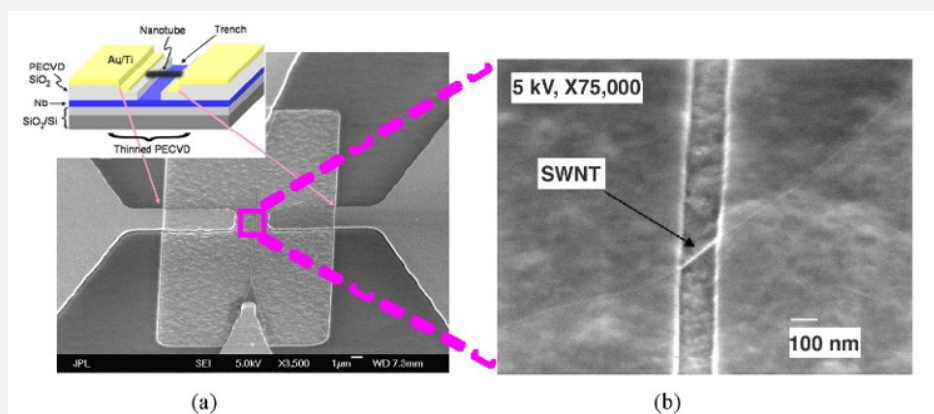 Nanotube
Trench
Au/Ti
PECVD
SiO2
Nb
SiO2/Si
Thinned PECVD
JPL SEI 5.0kV X3,500 1μm WD 7.3mm
(a)
5 kV, X75,000
SWNT
100 nm
(b)